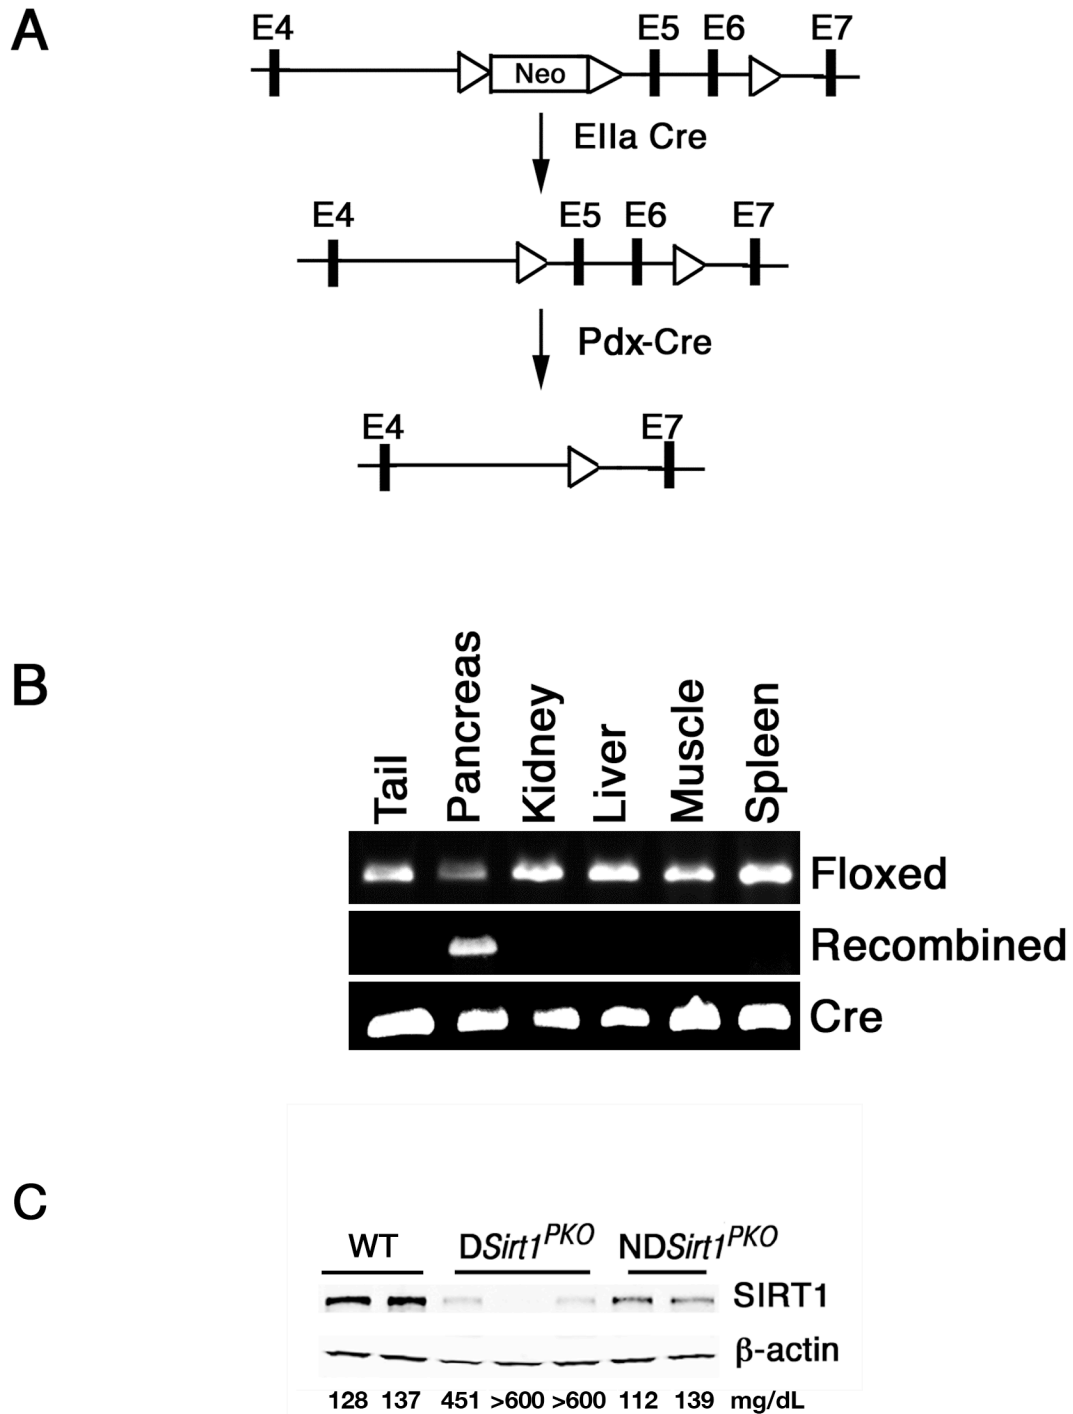 A
E4 E5 E6 E7
Neo
EIIa Cre
E4 E5 E6 E7
Pdx-Cre
E4 E7
B
Tail Pancreas Kidney Liver Muscle Spleen
Floxed
Recombined
Cre
C
WT DSirt1PKO NDSirt1PKO
SIRT1
β-actin
128 137 451 >600 >600 112 139 mg/dL